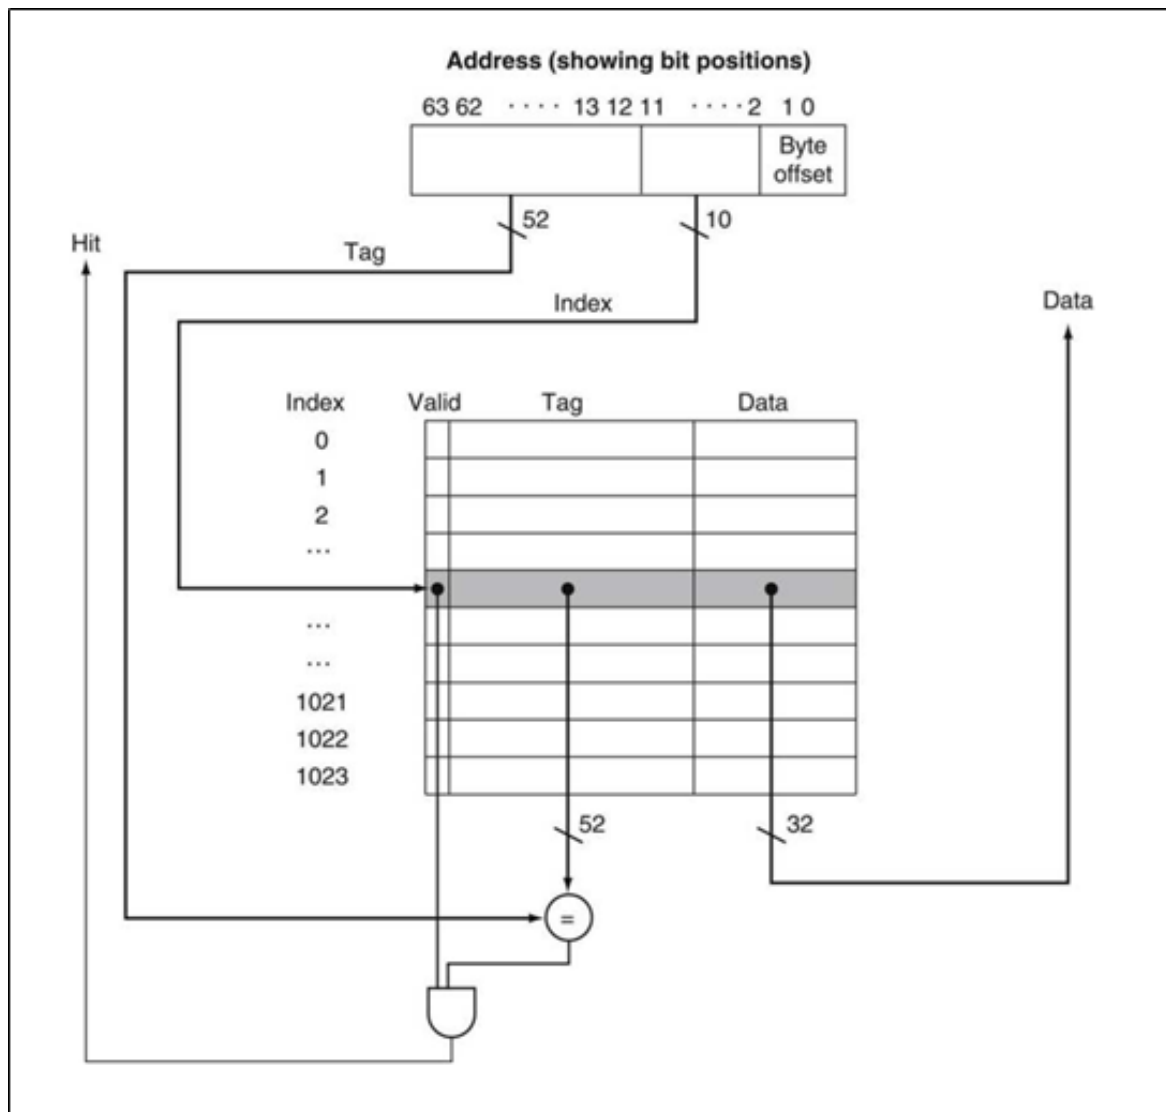 Address (showing bit positions)
63 62 · · · · 13 12 11 · · · · 2 1 0
Byte
offset
52 10
Hit
Tag
Index
Data
Index Valid Tag Data
0
1
2
...
...
...
1021
1022
1023
52 32
=